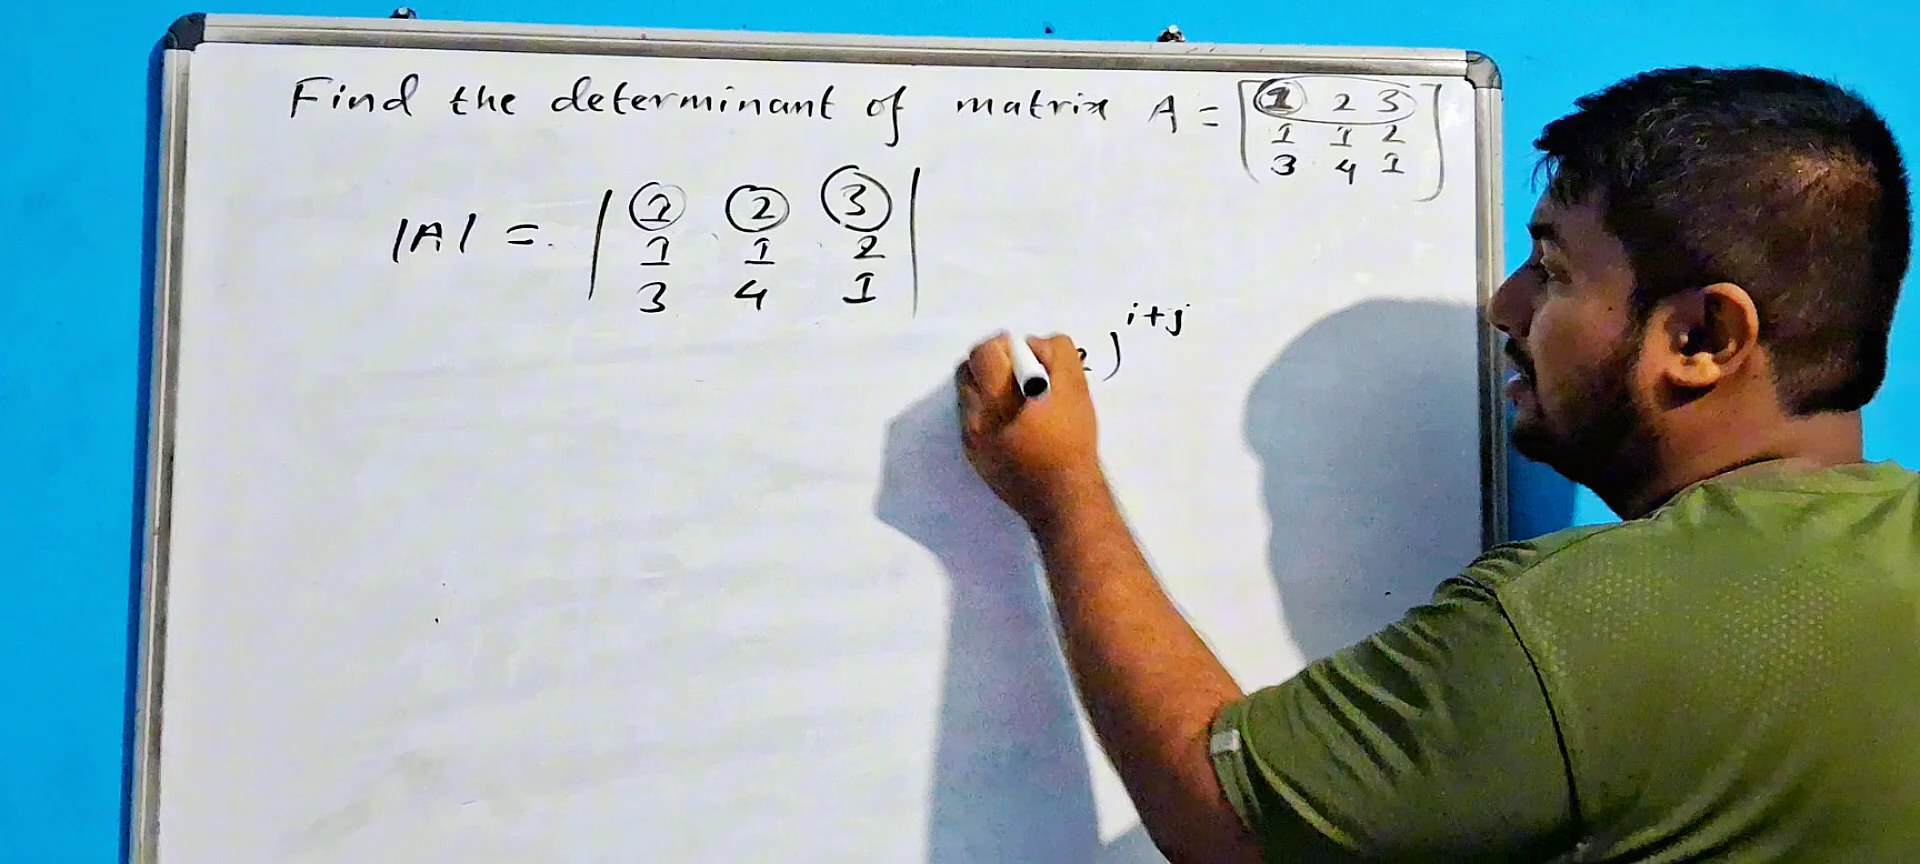 Find the determinant of matrix A = [1 2 3
1 1 2
3 4 1]
|A| = | 1 2 3 |
1 1 2
3 4 1
)^{i+j}